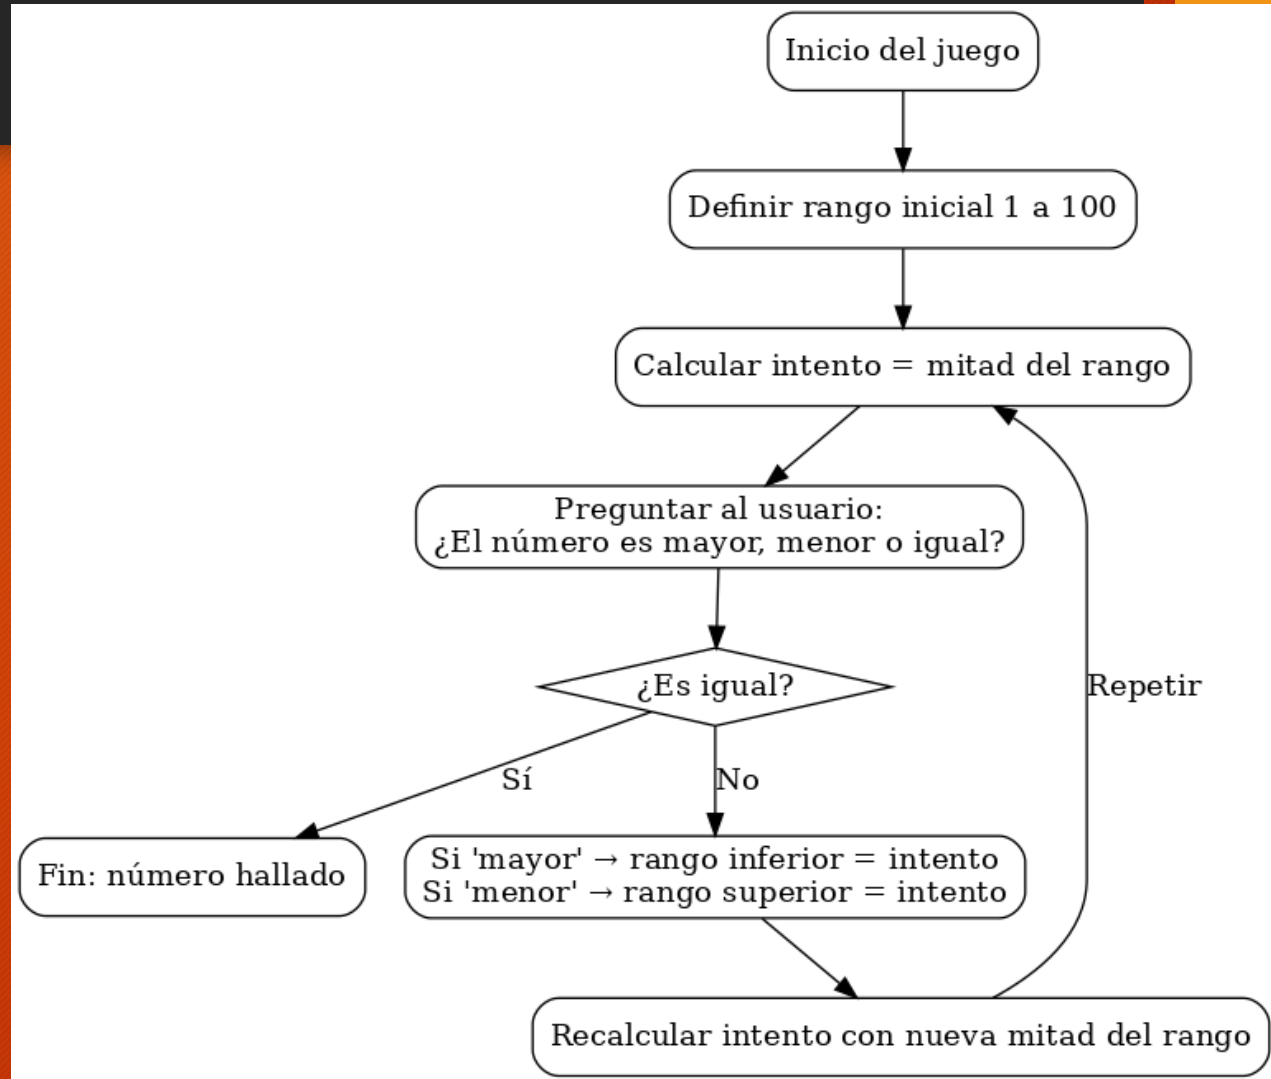 Inicio del juego
Definir rango inicial 1 a 100
Calcular intento = mitad del rango
Preguntar al usuario:
¿El número es mayor, menor o igual?
¿Es igual?
Repetir
Sí
No
Fin: número hallado
Si 'mayor' → rango inferior = intento
Si 'menor' → rango superior = intento
Recalcular intento con nueva mitad del rango